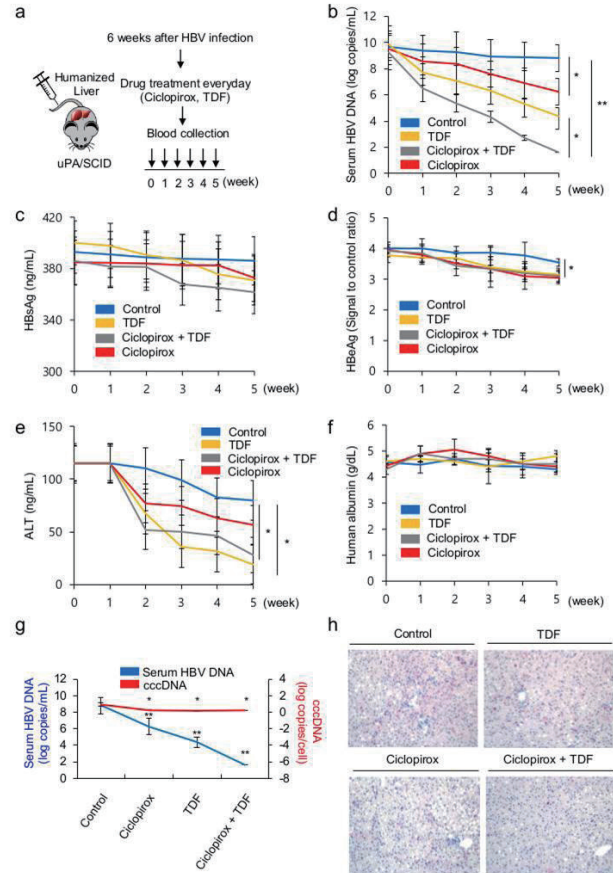 a
6 weeks after HBV infection
Humanized
Liver
Drug treatment everyday
(Ciclopirox, TDF)
Blood collection
uPA/SCID
0 1 2 3 4 5 (week)
b
Serum HBV DNA
(log copies/mL)
12
10
8
6
4
2
0
Control
TDF
Ciclopirox + TDF
Ciclopirox
*
**
*
0 1 2 3 4 5 (week)
c
HBsAg (ng/mL)
420
380
340
300
Control
TDF
Ciclopirox + TDF
Ciclopirox
0 1 2 3 4 5 (week)
d
HBeAg (Signal to control ratio)
6
5
4
3
2
1
0
*
Control
TDF
Ciclopirox + TDF
Ciclopirox
0 1 2 3 4 5 (week)
e
ALT
(ng/mL)
150
100
50
0
Control
TDF
Ciclopirox + TDF
Ciclopirox
*
*
0 1 2 3 4 5 (week)
f
Human albumin (g/dL)
6
5
4
3
2
1
0
Control
TDF
Ciclopirox + TDF
Ciclopirox
0 1 2 3 4 5 (week)
g
Serum HBV DNA
(log copies/mL)
12
10
8
6
4
2
Serum HBV DNA
cccDNA
* * *
** ** **
4
2
0
-2
-4
-6
-8
cccDNA
(log copies/cell)
Control
Ciclopirox
TDF
Ciclopirox + TDF
h
Control
TDF
Ciclopirox
Ciclopirox + TDF